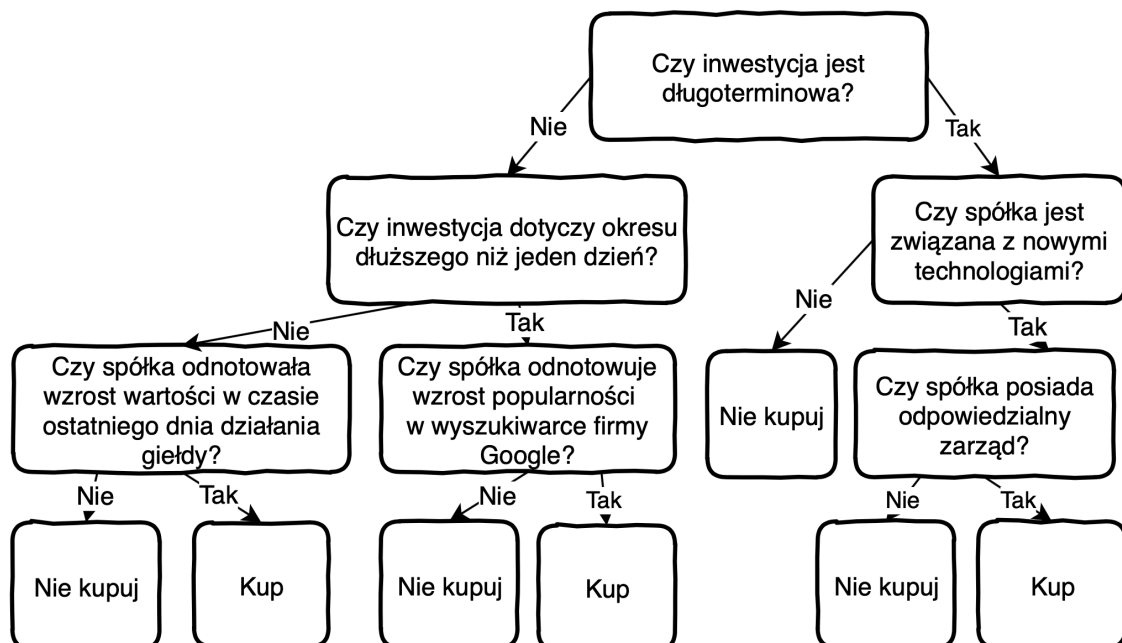 Czy inwestycja jest
długoterminowa?
Nie
Tak
Czy inwestycja dotyczy okresu
dłuższego niż jeden dzień?
Czy spółka jest
związana z nowymi
technologiami?
Nie
Tak
Nie
Tak
Czy spółka odnotowała
wzrost wartości w czasie
ostatniego dnia działania
giełdy?
Czy spółka odnotowuje
wzrost popularności
w wyszukiwarce firmy
Google?
Nie kupuj
Czy spółka posiada
odpowiedzialny
zarząd?
Nie
Tak
Nie
Tak
Nie
Tak
Nie kupuj
Kup
Nie kupuj
Kup
Nie kupuj
Kup